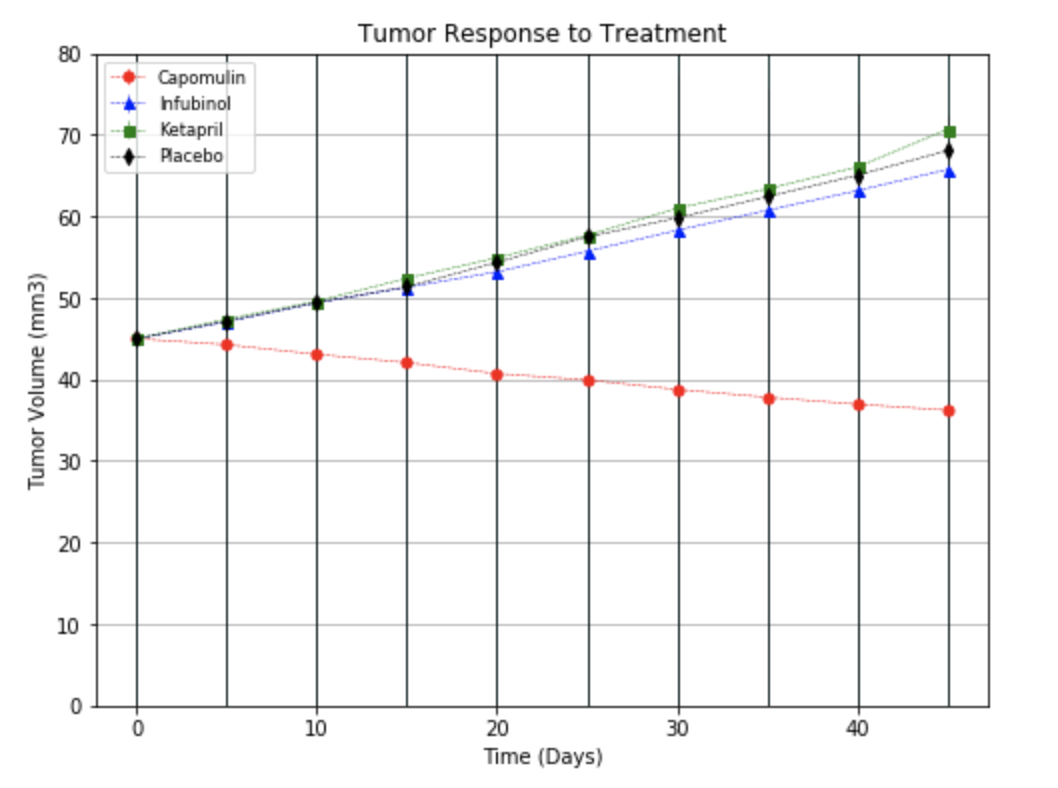 Tumor Response to Treatment
80
70
60
50
40
30
20
10
0
Capomulin
Infubinol
Ketapril
Placebo
Tumor Volume (mm3)
0 10 20 30 40
Time (Days)